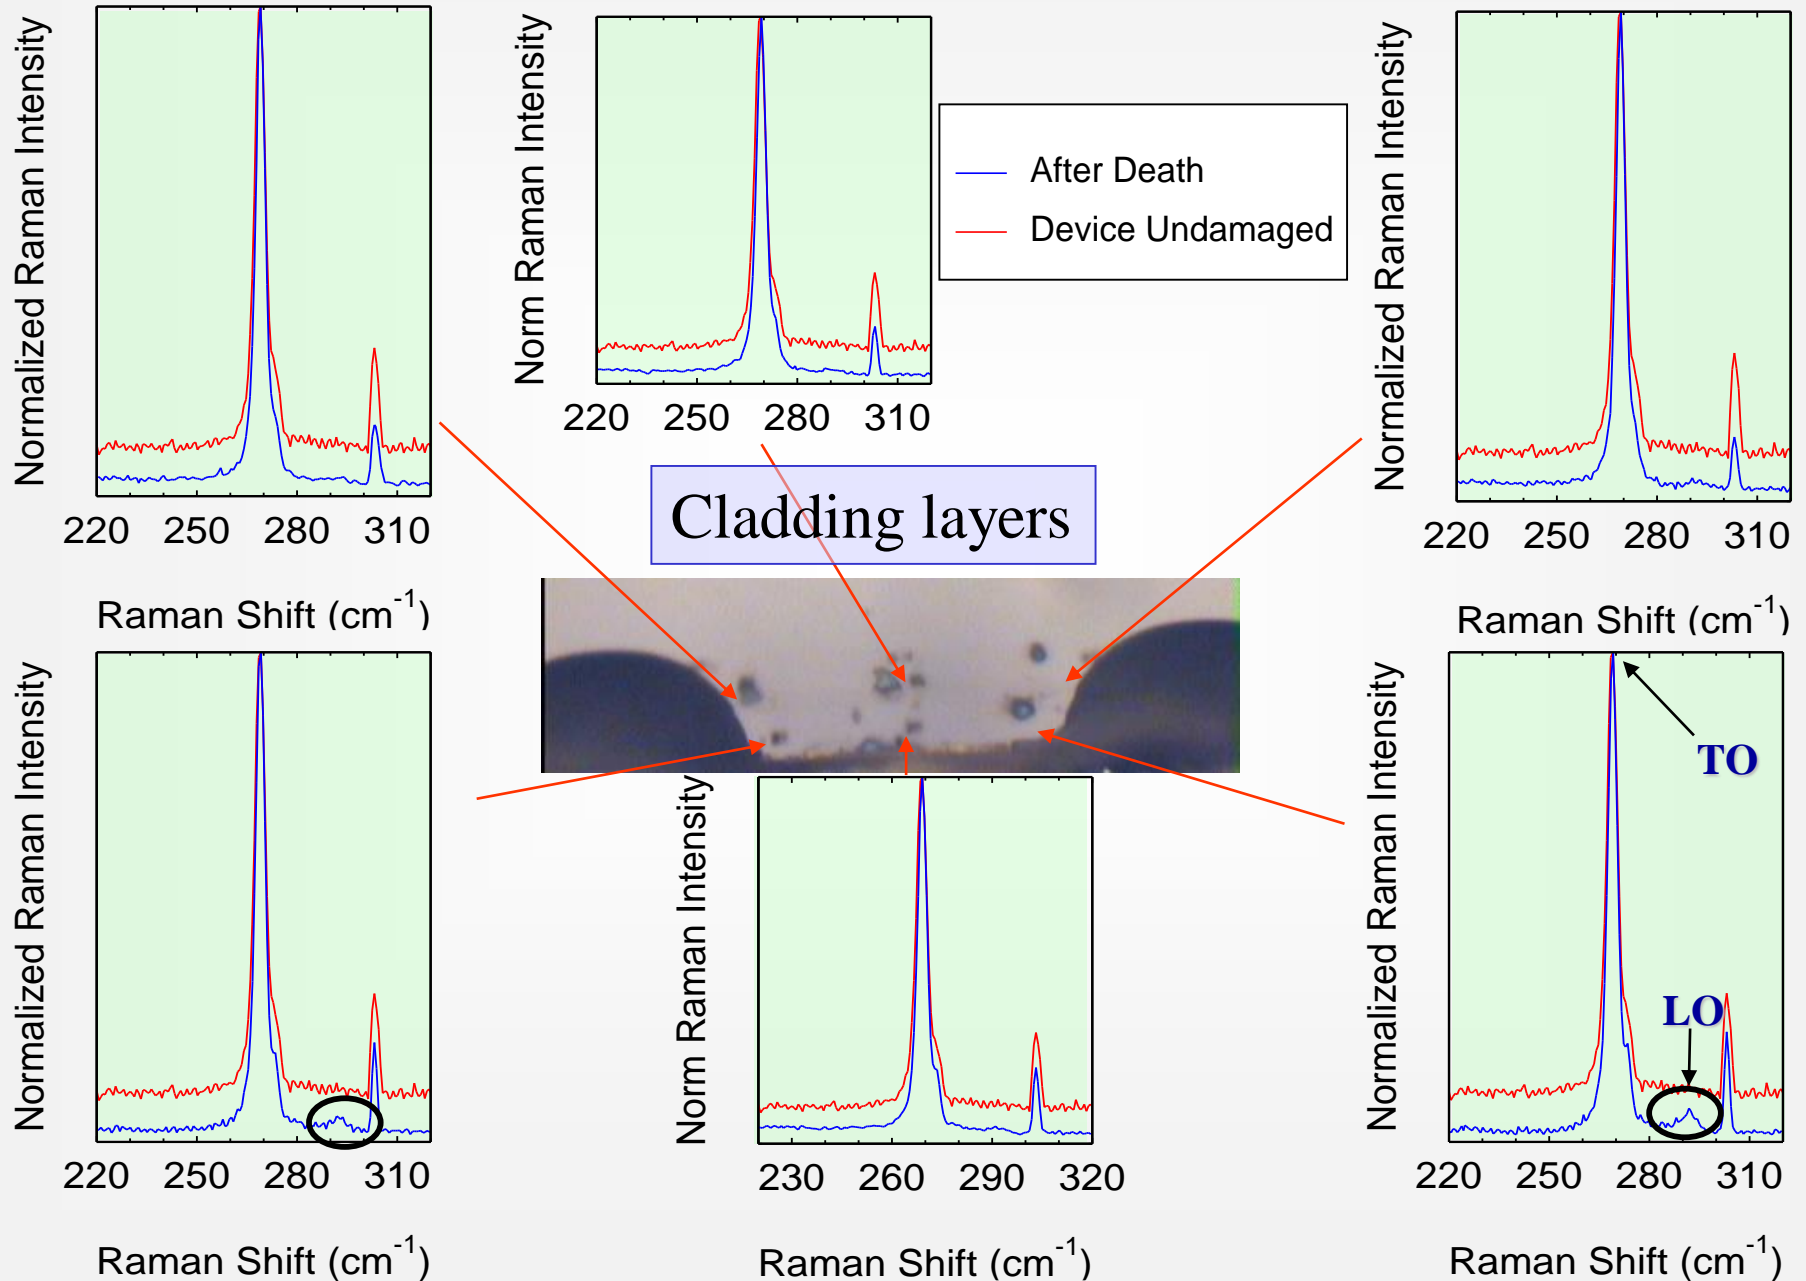 Normalized Raman Intensity
220 250 280 310
Raman Shift (cm-1)
Norm Raman Intensity
220 250 280 310
After Death
Device Undamaged
Normalized Raman Intensity
220 250 280 310
Raman Shift (cm-1)
Cladding layers
Normalized Raman Intensity
220 250 280 310
Raman Shift (cm-1)
Norm Raman Intensity
230 260 290 320
Raman Shift (cm-1)
Normalized Raman Intensity
TO
LO
220 250 280 310
Raman Shift (cm-1)